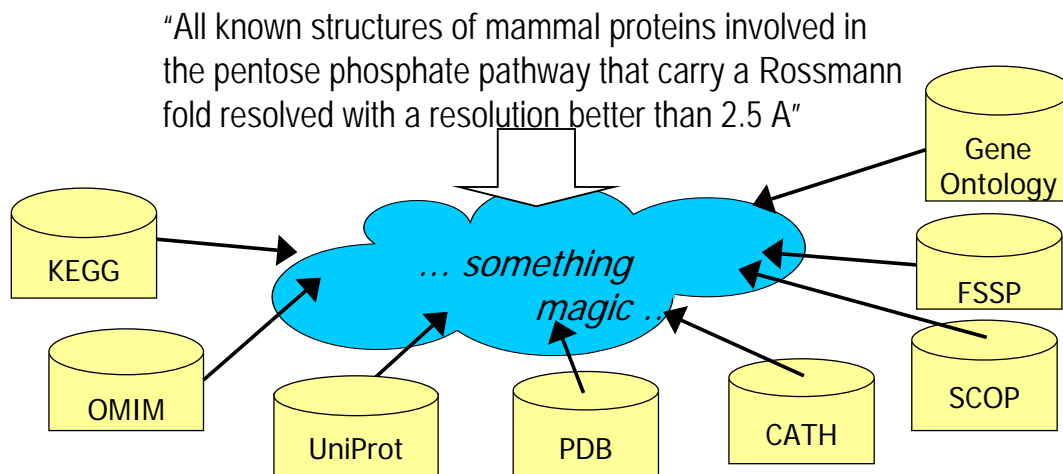 “All known structures of mammal proteins involved in
the pentose phosphate pathway that carry a Rossmann
fold resolved with a resolution better than 2.5 A”
Gene
Ontology
KEGG
... something
magic ...
FSSP
OMIM
UniProt
PDB
CATH
SCOP